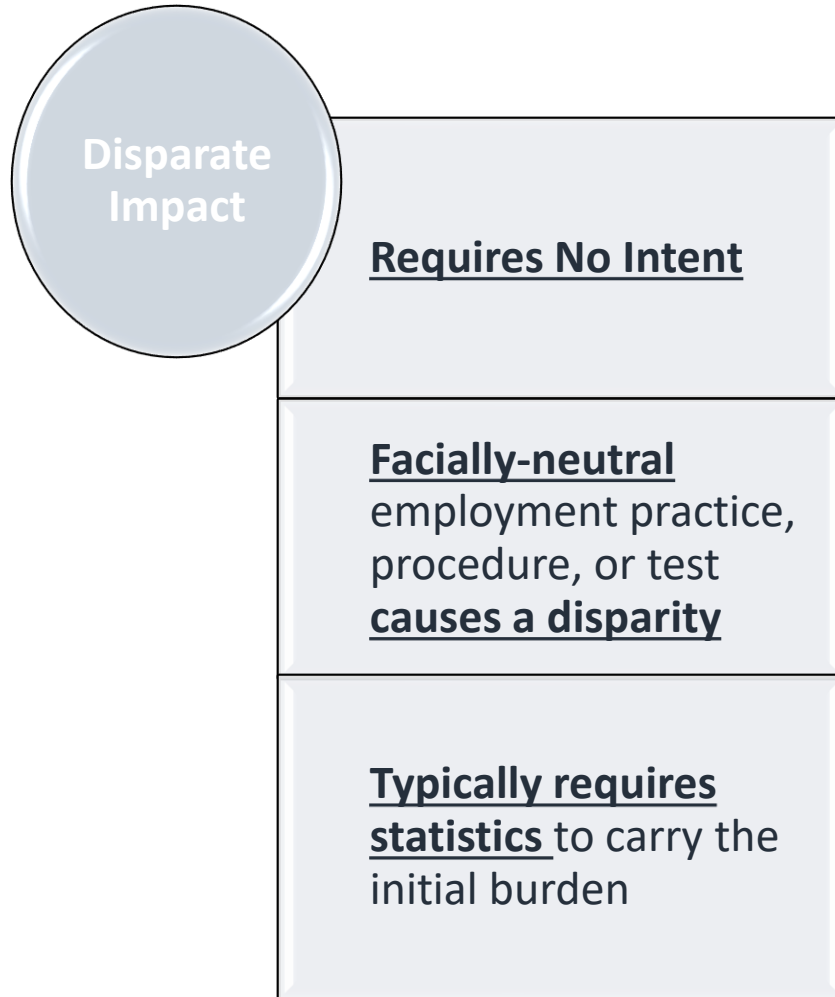 Disparate
Impact
Requires No Intent
Facially-neutral
employment practice,
procedure, or test
causes a disparity
Typically requires
statistics to carry the
initial burden